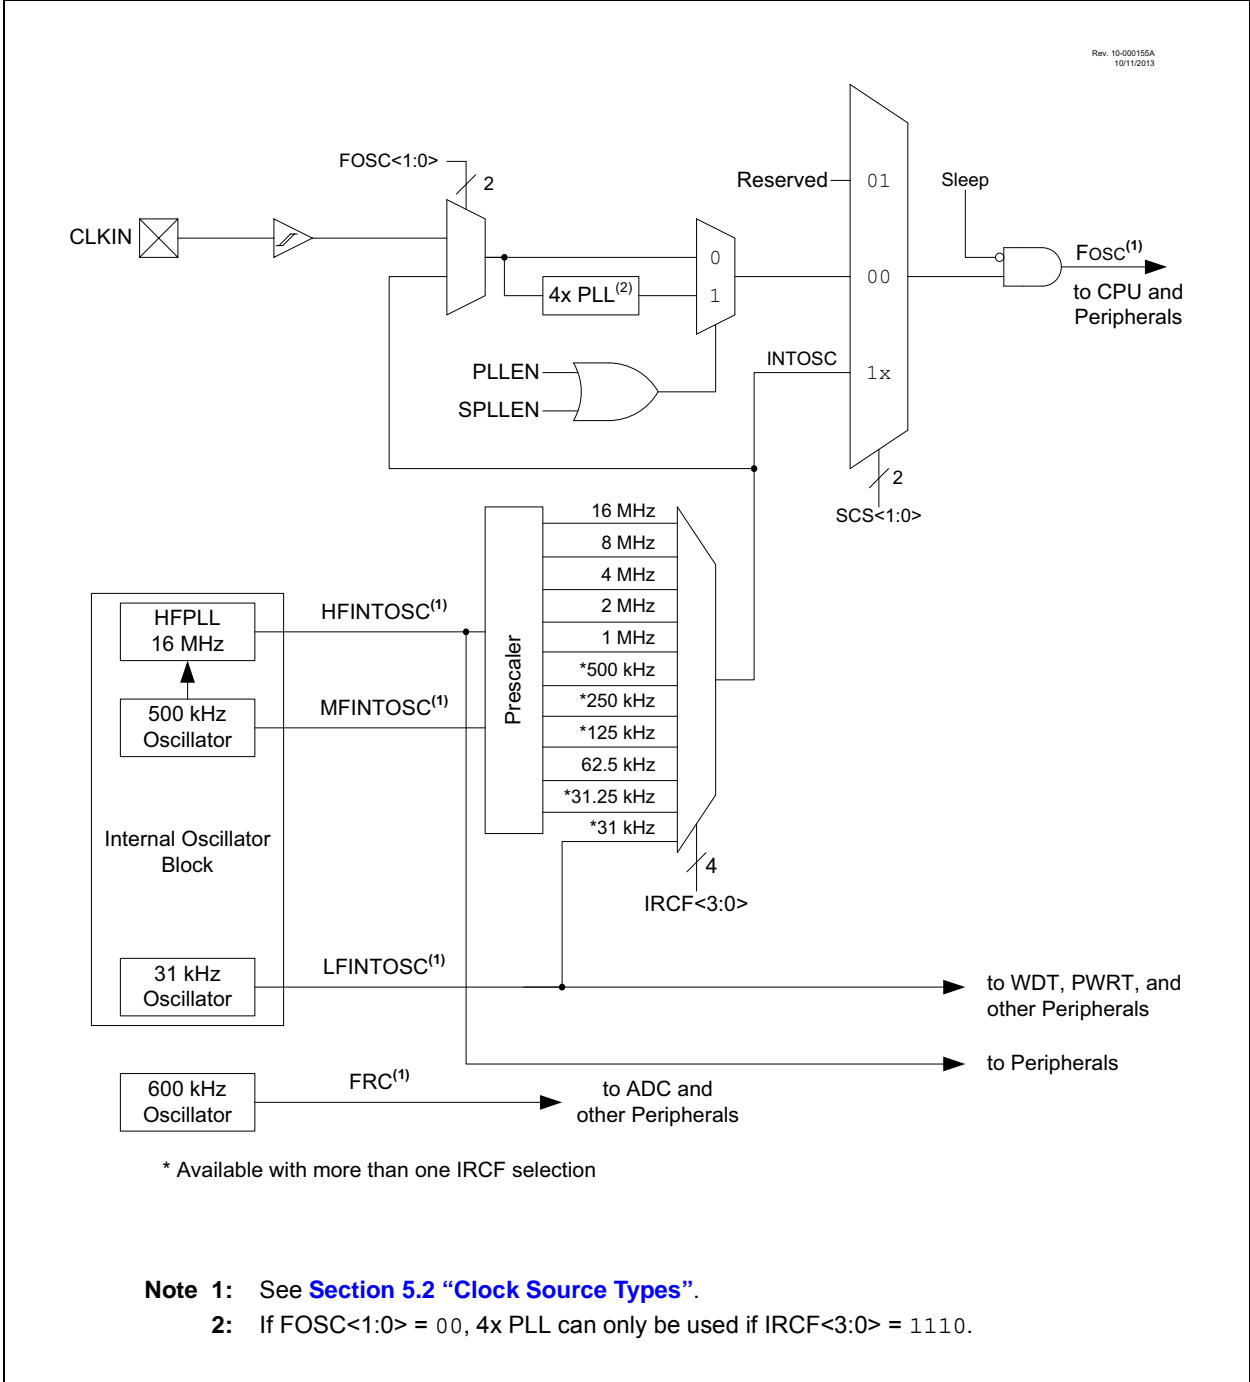 Rev. 10-000155A
10/11/2013
FOSC<1:0>
2
Reserved
01
Sleep
CLKIN
0
FOSC(1)
4x PLL(2)
1
00
to CPU and
Peripherals
PLLEN
INTOSC
1x
SPLLEN
2
SCS<1:0>
16 MHz
8 MHz
4 MHz
2 MHz
1 MHz
*500 kHz
*250 kHz
*125 kHz
62.5 kHz
*31.25 kHz
*31 kHz
HFPLL
16 MHz
HFINTOSC(1)
Prescaler
500 kHz
Oscillator
MFINTOSC(1)
Internal Oscillator
Block
4
IRCF<3:0>
31 kHz
Oscillator
LFINTOSC(1)
to WDT, PWRT, and
other Peripherals
to Peripherals
600 kHz
Oscillator
FRC(1)
to ADC and
other Peripherals
* Available with more than one IRCF selection
Note 1: See Section 5.2 “Clock Source Types”.
2: If FOSC<1:0> = 00, 4x PLL can only be used if IRCF<3:0> = 1110.